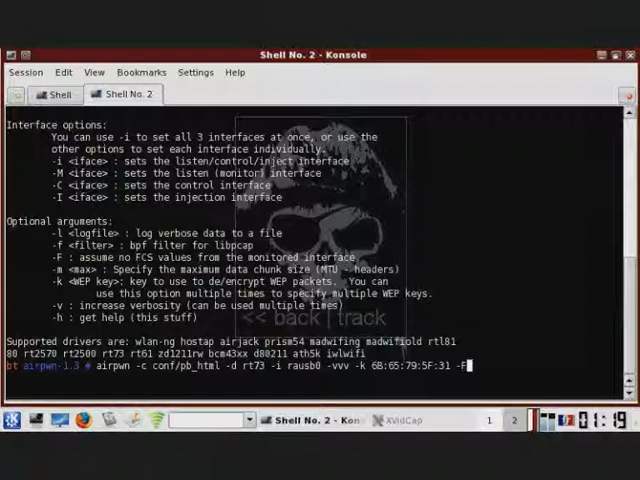 Shell No. 2 - Konsole
Session Edit View Bookmarks Settings Help
Shell Shell No. 2
Interface options:
You can use -i to set all 3 interfaces at once, or use the
other options to set each interface individually.
-i <iface> : sets the listen/control/inject interface
-M <iface> : sets the listen (monitor) interface
-C <iface> : sets the control interface
-I <iface> : sets the injection interface
Optional arguments:
-l <logfile> : log verbose data to a file
-f <filter> : bpf filter for libpcap
-F : assume no FCS values from the monitored interface
-m <max> : Specify the maximum data chunk size (MTU - headers)
-k <WEP key>: key to use to de/encrypt WEP packets. You can
use this option multiple times to specify multiple WEP keys.
-v : increase verbosity (can be used multiple times)
-h : get help (this stuff)
<< back | track
Supported drivers are: wlan-ng hostap airjack prism54 madwifing madwifiold rtl81
80 rt2570 rt2500 rt73 rt61 zd1211rw bcm43xx d80211 ath5k iwlwifi
bt airpwn-1.3 # airpwn -c conf/pb_html -d rt73 -i rausb0 -vvv -k 6B:65:79:5F:31 -F
Shell No. 2 - Kon XVidCap 1 2 01:19